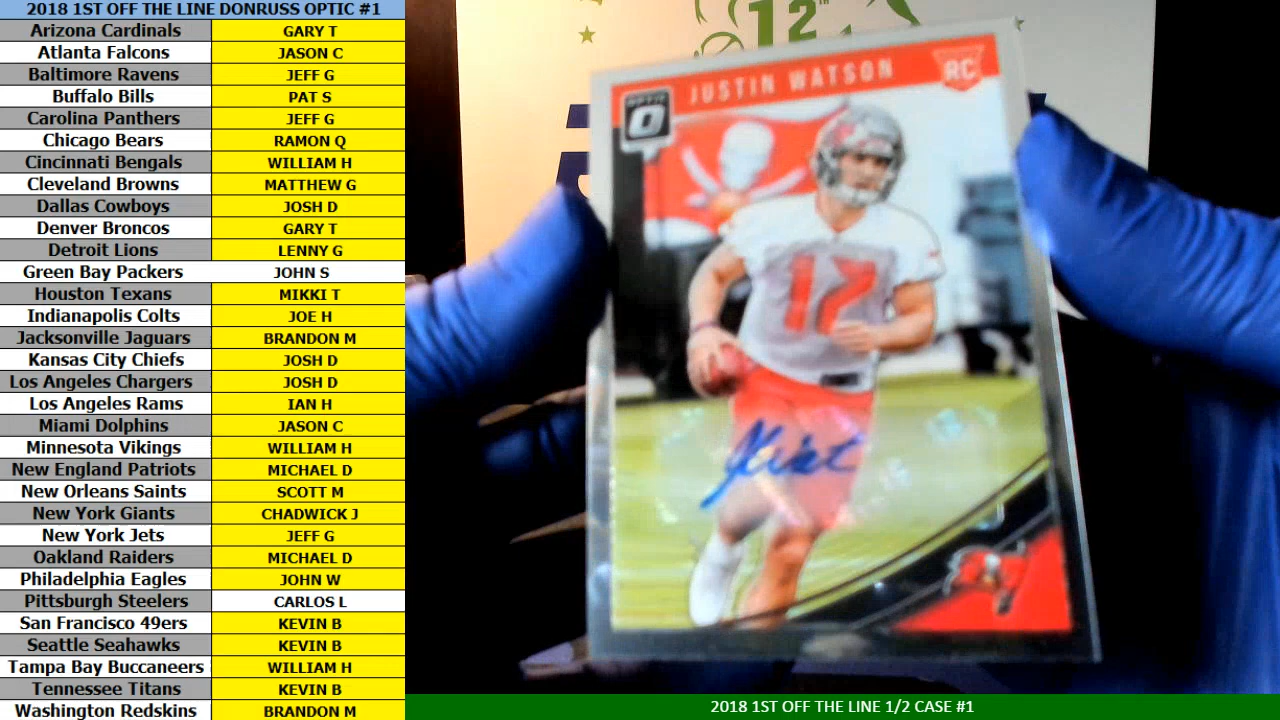 2018 1ST OFF THE LINE DONRUSS OPTIC #1
Arizona Cardinals GARY T
Atlanta Falcons JASON C
Baltimore Ravens JEFF G
Buffalo Bills PAT S
Carolina Panthers JEFF G
Chicago Bears RAMON Q
Cincinnati Bengals WILLIAM H
Cleveland Browns MATTHEW G
Dallas Cowboys JOSH D
Denver Broncos GARY T
Detroit Lions LENNY G
Green Bay Packers JOHN S
Houston Texans MIKKI T
Indianapolis Colts JOE H
Jacksonville Jaguars BRANDON M
Kansas City Chiefs JOSH D
Los Angeles Chargers JOSH D
Los Angeles Rams IAN H
Miami Dolphins JASON C
Minnesota Vikings WILLIAM H
New England Patriots MICHAEL D
New Orleans Saints SCOTT M
New York Giants CHADWICK J
New York Jets JEFF G
Oakland Raiders MICHAEL D
Philadelphia Eagles JOHN W
Pittsburgh Steelers CARLOS L
San Francisco 49ers KEVIN B
Seattle Seahawks KEVIN B
Tampa Bay Buccaneers WILLIAM H
Tennessee Titans KEVIN B
Washington Redskins BRANDON M
12th
JUSTIN WATSON
RC
OPTIC
O
17
2018 1ST OFF THE LINE 1/2 CASE #1